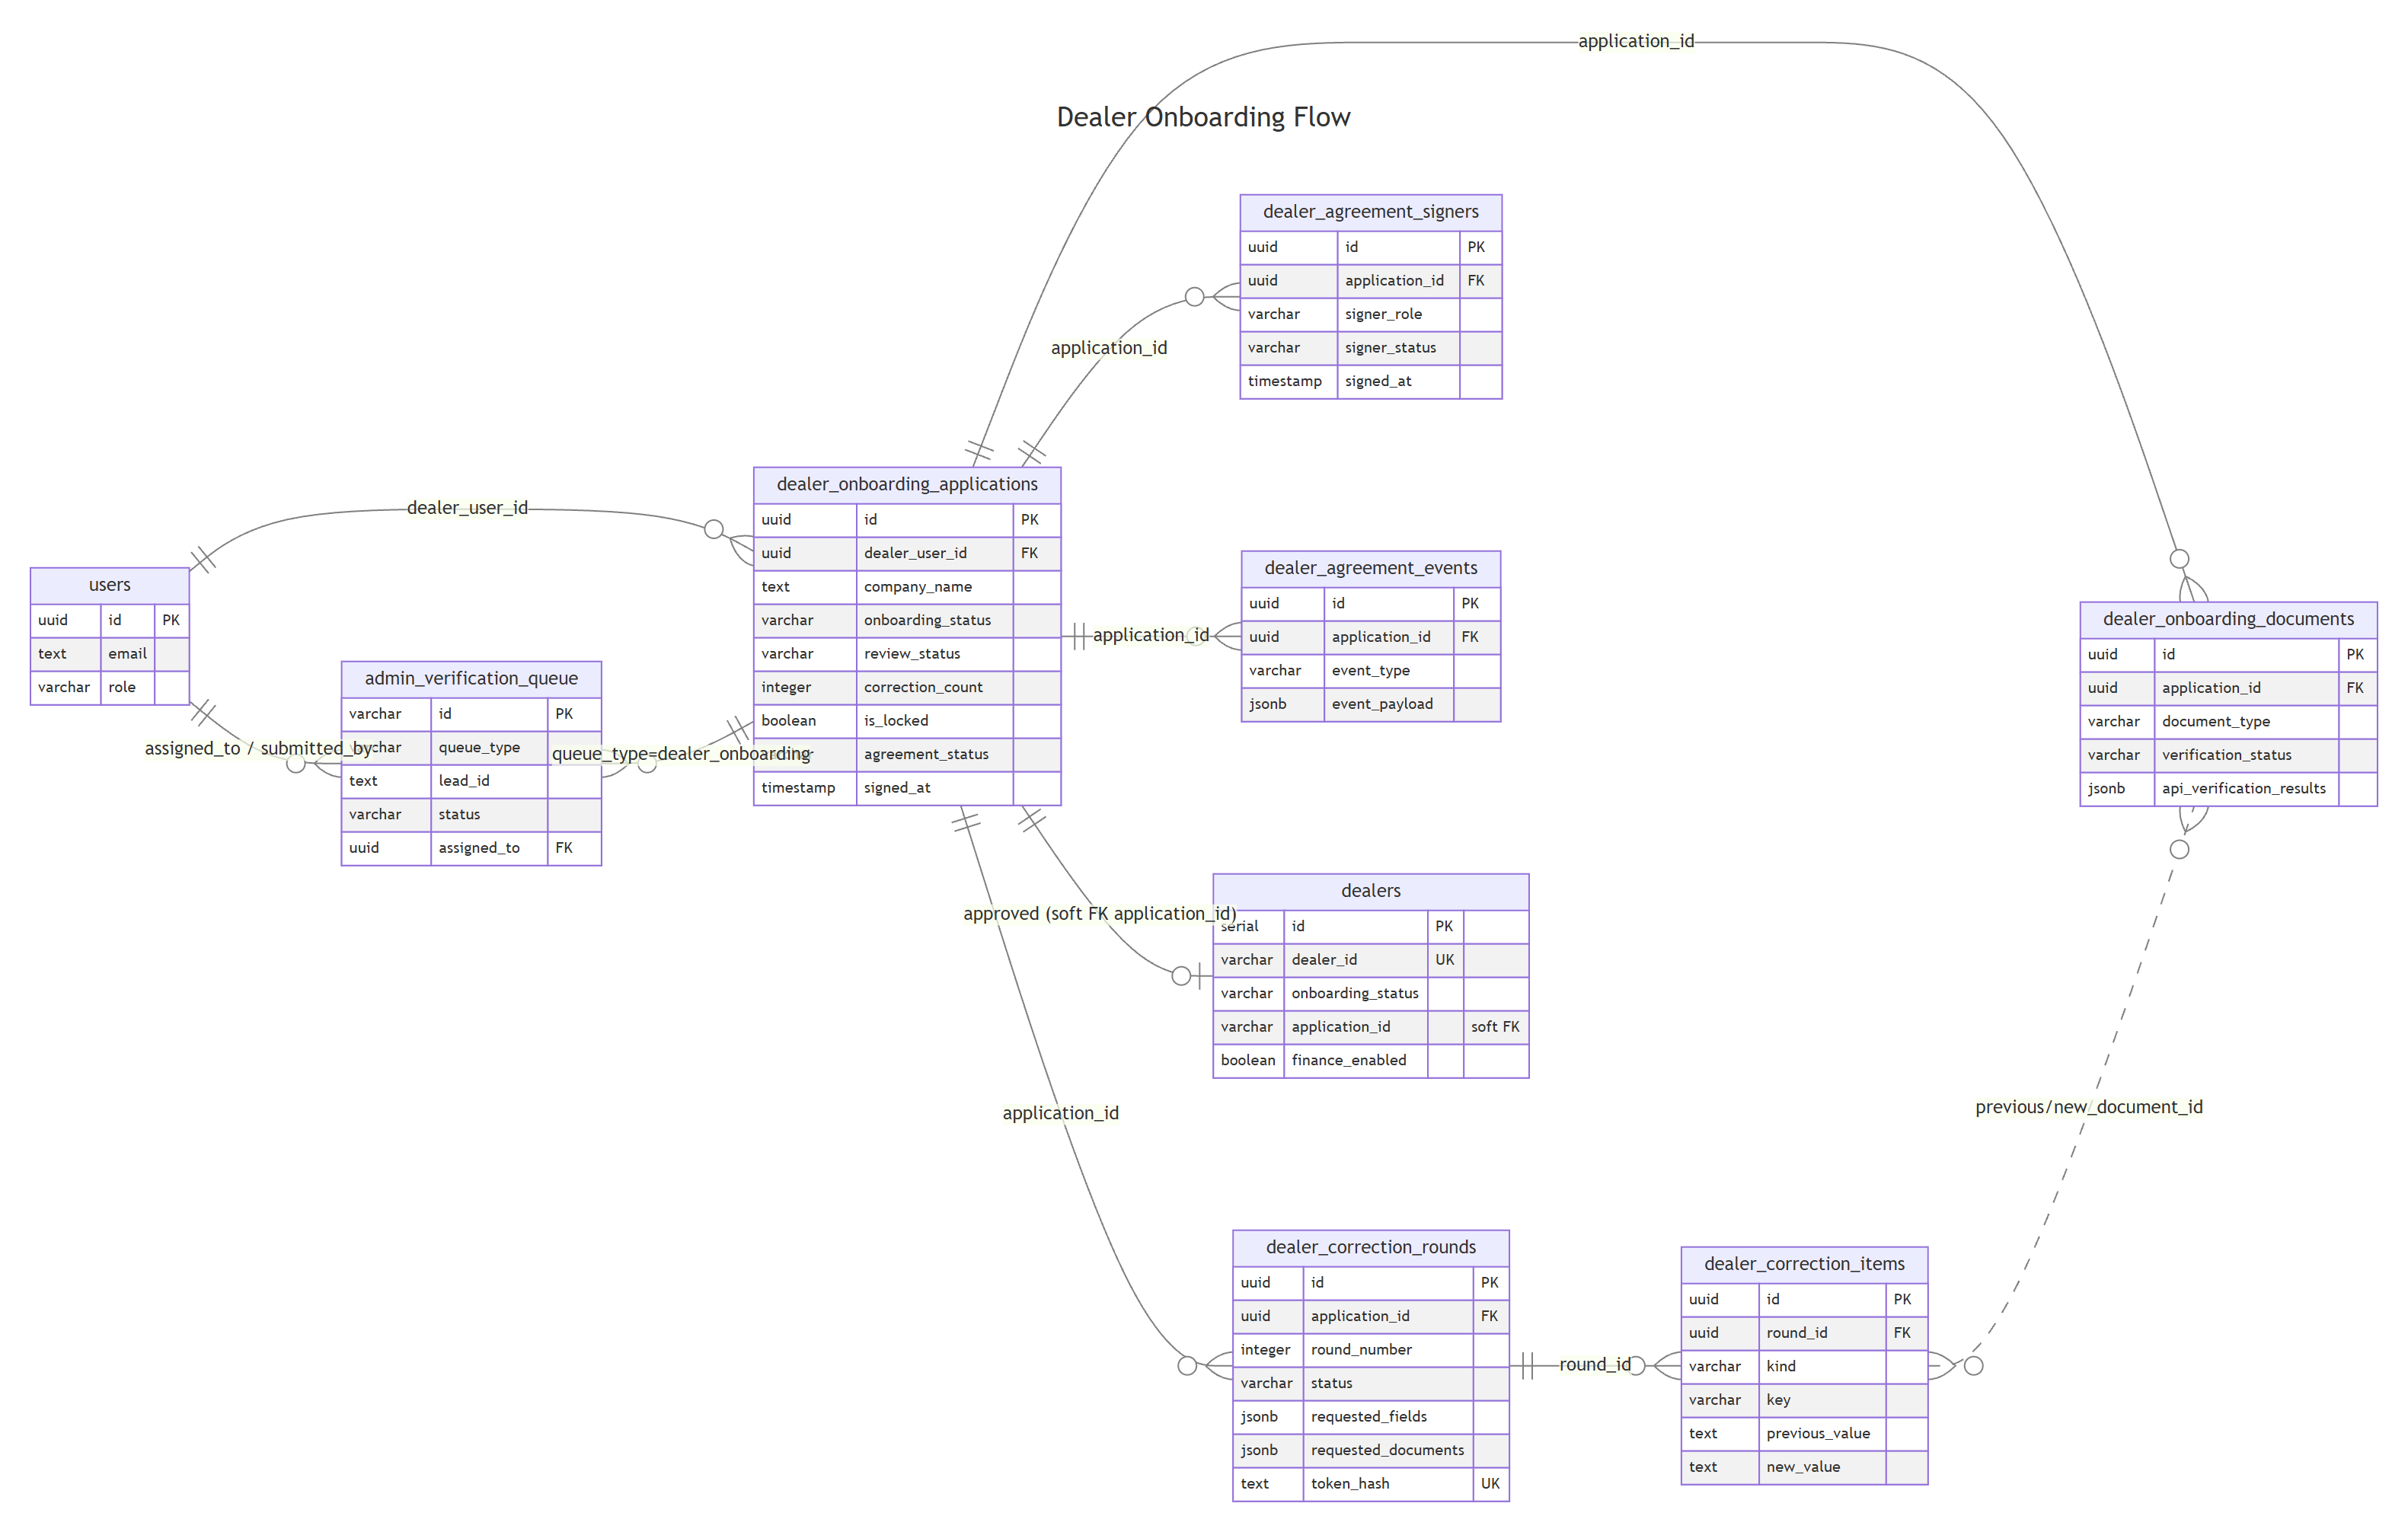 application_id
Dealer Onboarding Flow
dealer_agreement_signers
uuid id PK
uuid application_id FK
varchar signer_role
varchar signer_status
timestamp signed_at
application_id
dealer_onboarding_applications
uuid id PK
uuid dealer_user_id FK
text company_name
varchar onboarding_status
varchar review_status
integer correction_count
boolean is_locked
agreement_status
timestamp signed_at
dealer_user_id
users
uuid id PK
text email
varchar role
admin_verification_queue
varchar id PK
queue_type
text lead_id
varchar status
uuid assigned_to FK
assigned_to / submitted_by
queue_type=dealer_onboarding
dealer_agreement_events
uuid id PK
uuid application_id FK
varchar event_type
jsonb event_payload
application_id
dealer_onboarding_documents
uuid id PK
uuid application_id FK
varchar document_type
varchar verification_status
jsonb api_verification_results
dealers
serial id PK
varchar dealer_id UK
varchar onboarding_status
varchar application_id soft FK
boolean finance_enabled
approved (soft FK application_id)
application_id
previous/new_document_id
dealer_correction_rounds
uuid id PK
uuid application_id FK
integer round_number
varchar status
jsonb requested_fields
jsonb requested_documents
text token_hash UK
round_id
dealer_correction_items
uuid id PK
uuid round_id FK
varchar kind
varchar key
text previous_value
text new_value